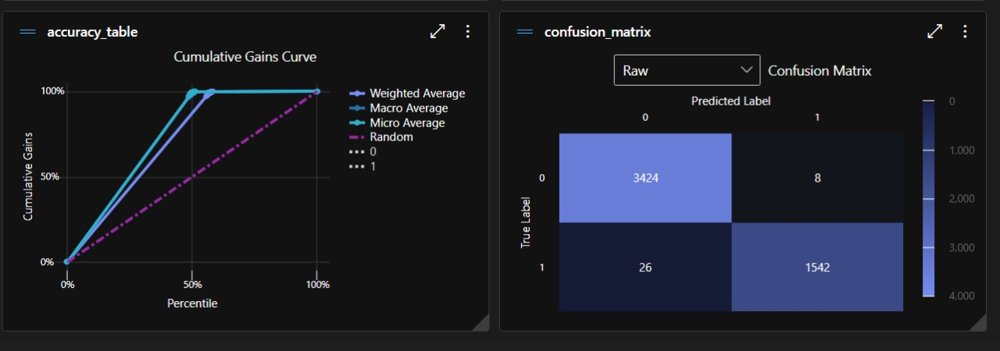 accuracy_table
Cumulative Gains Curve
100%
50%
0%
Cumulative Gains
0%
50%
100%
Percentile
Weighted Average
Macro Average
Micro Average
Random
0
1
confusion_matrix
Raw
Confusion Matrix
Predicted Label
0
1
True Label
0
3424
8
1
26
1542
0
1,000
2,000
3,000
4,000